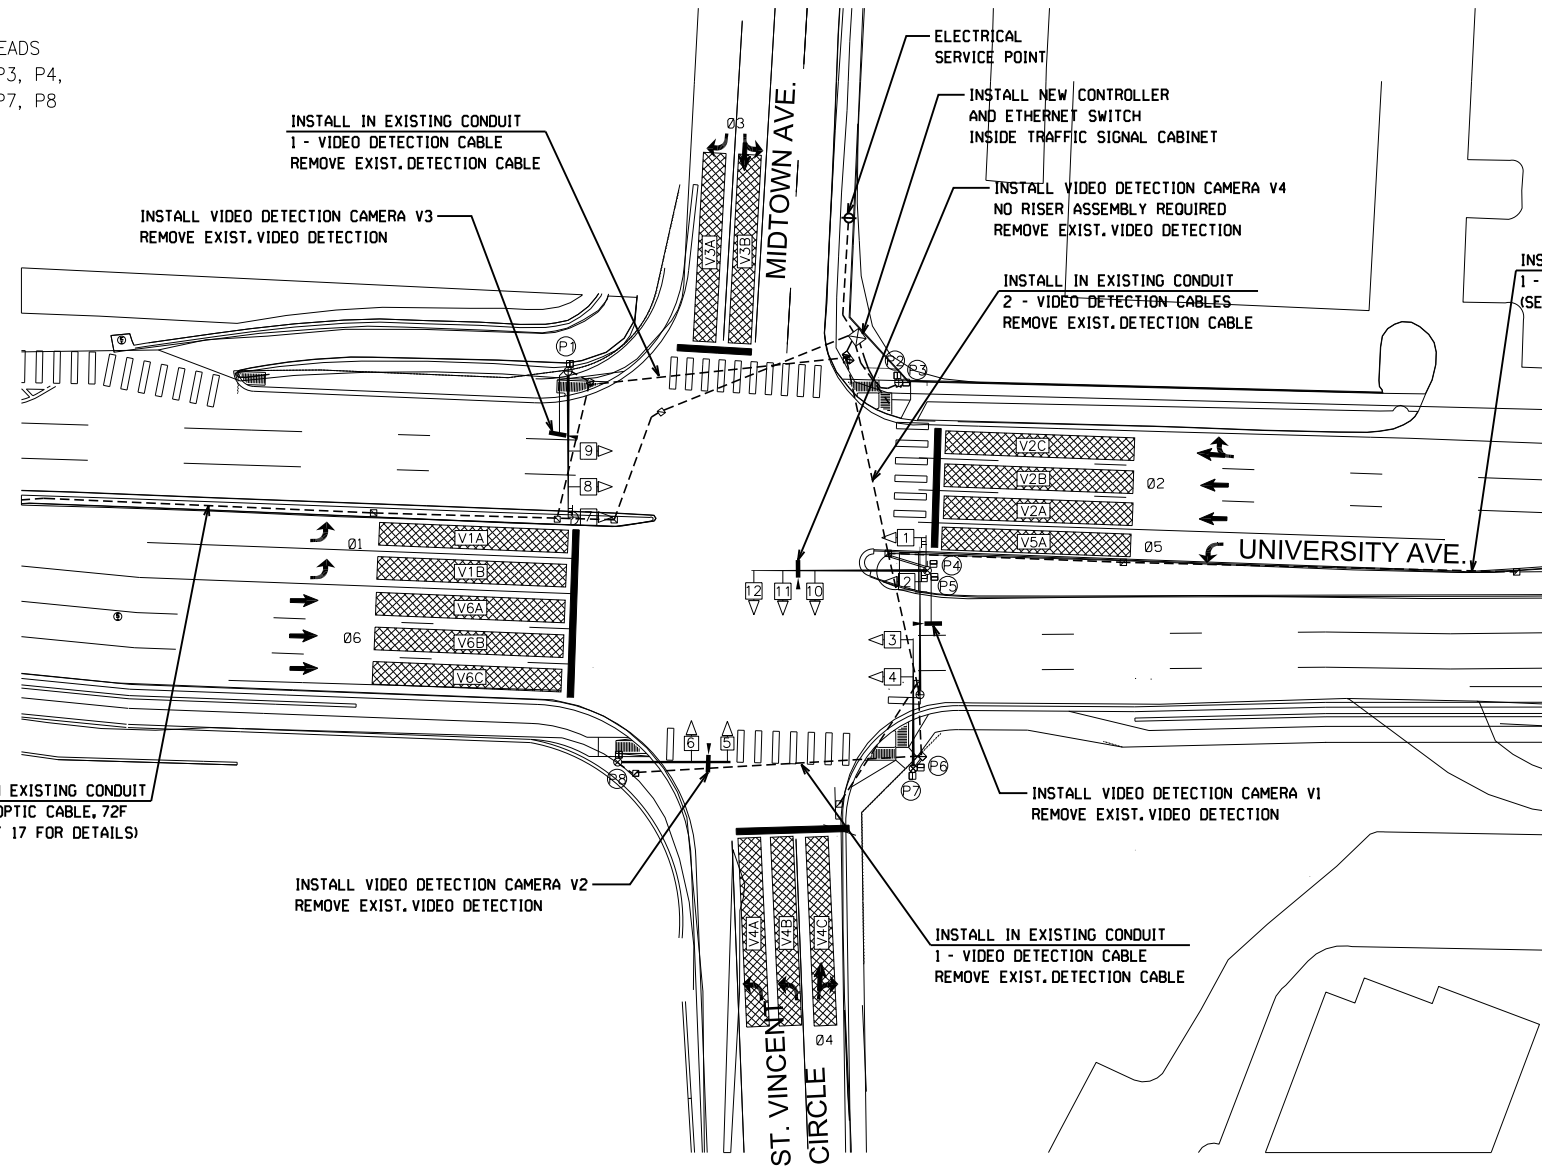 EADS
P3, P4,
P7, P8
ELECTRICAL
SERVICE POINT
INSTALL NEW CONTROLLER
AND ETHERNET SWITCH
INSIDE TRAFFIC SIGNAL CABINET
INSTALL IN EXISTING CONDUIT
1 - VIDEO DETECTION CABLE
REMOVE EXIST. DETECTION CABLE
Ø3
MIDTOWN AVE.
INSTALL VIDEO DETECTION CAMERA V4
NO RISER ASSEMBLY REQUIRED
REMOVE EXIST. VIDEO DETECTION
INSTALL VIDEO DETECTION CAMERA V3
REMOVE EXIST. VIDEO DETECTION
V3A
V3B
INS
1 -
(SE
INSTALL IN EXISTING CONDUIT
2 - VIDEO DETECTION CABLES
REMOVE EXIST. DETECTION CABLE
S
P1
P2
P3
9
8
7
V2C
V2B
V2A
V5A
Ø2
Ø5
UNIVERSITY AVE.
Ø1
V1A
V1B
V6A
V6B
V6C
Ø6
S
1
P4
2
P5
12
11
10
3
4
6
5
P8
P6
P7
EXISTING CONDUIT
OPTIC CABLE, 72F
17 FOR DETAILS)
INSTALL VIDEO DETECTION CAMERA V1
REMOVE EXIST. VIDEO DETECTION
INSTALL VIDEO DETECTION CAMERA V2
REMOVE EXIST. VIDEO DETECTION
V4A
V4B
V4C
INSTALL IN EXISTING CONDUIT
1 - VIDEO DETECTION CABLE
REMOVE EXIST. DETECTION CABLE
Ø4
ST. VINCENT
CIRCLE